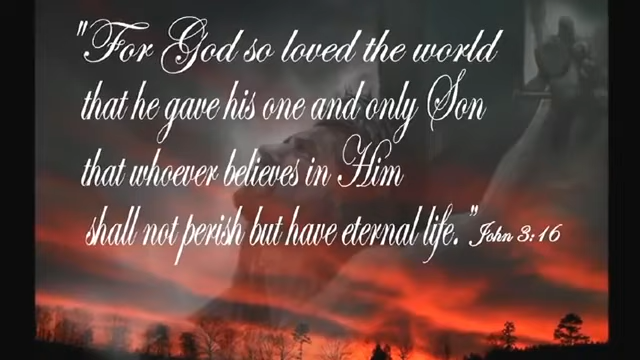 "For God so loved the world
that he gave his one and only Son
that whoever believes in Him
shall not perish but have eternal life." John 3:16